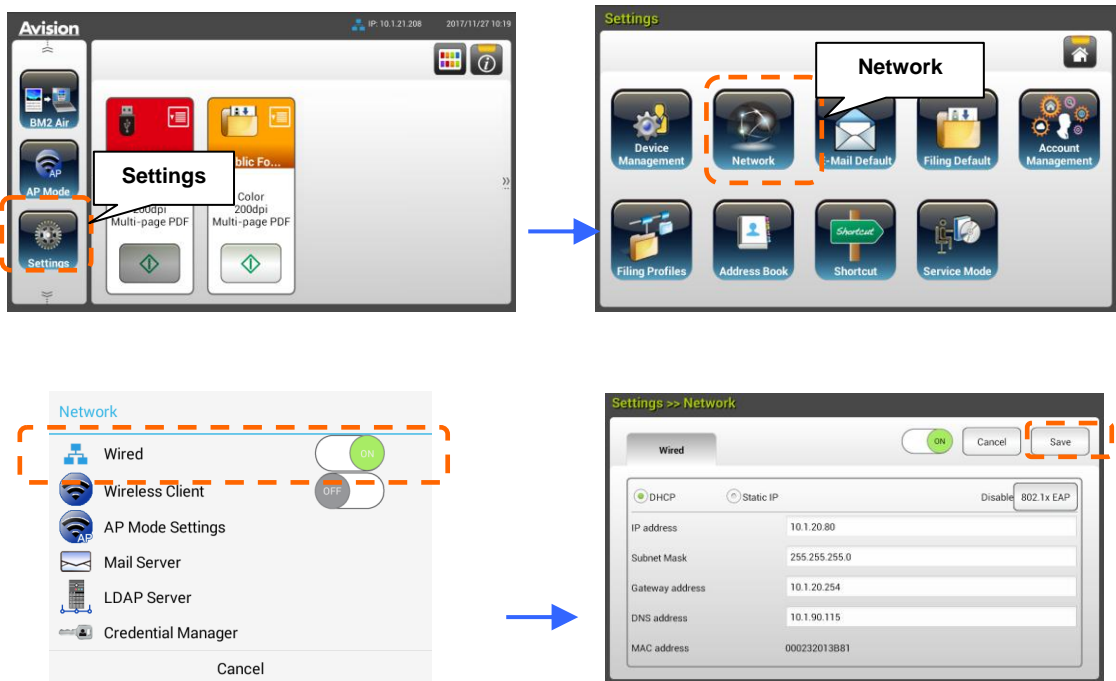 Avision
IP: 10.1.21.208 2017/11/27 10:19
BM2 Air
AP Mode
Settings
Settings
blic Fo...
200dpi
Multi-page PDF
Color
200dpi
Multi-page PDF
Settings
Network
Device
Management
Network
-Mail Default
Filing Default
Account
Management
Filing Profiles
Address Book
Shortcut
Shortcut
Service Mode
Network
Wired ON
Wireless Client OFF
AP
AP Mode Settings
Mail Server
LDAP Server
Credential Manager
Cancel
Settings >> Network
Wired ON Cancel Save
DHCP Static IP Disable 802.1x EAP
IP address 10.1.20.80
Subnet Mask 255.255.255.0
Gateway address 10.1.20.254
DNS address 10.1.90.115
MAC address 000232013B81